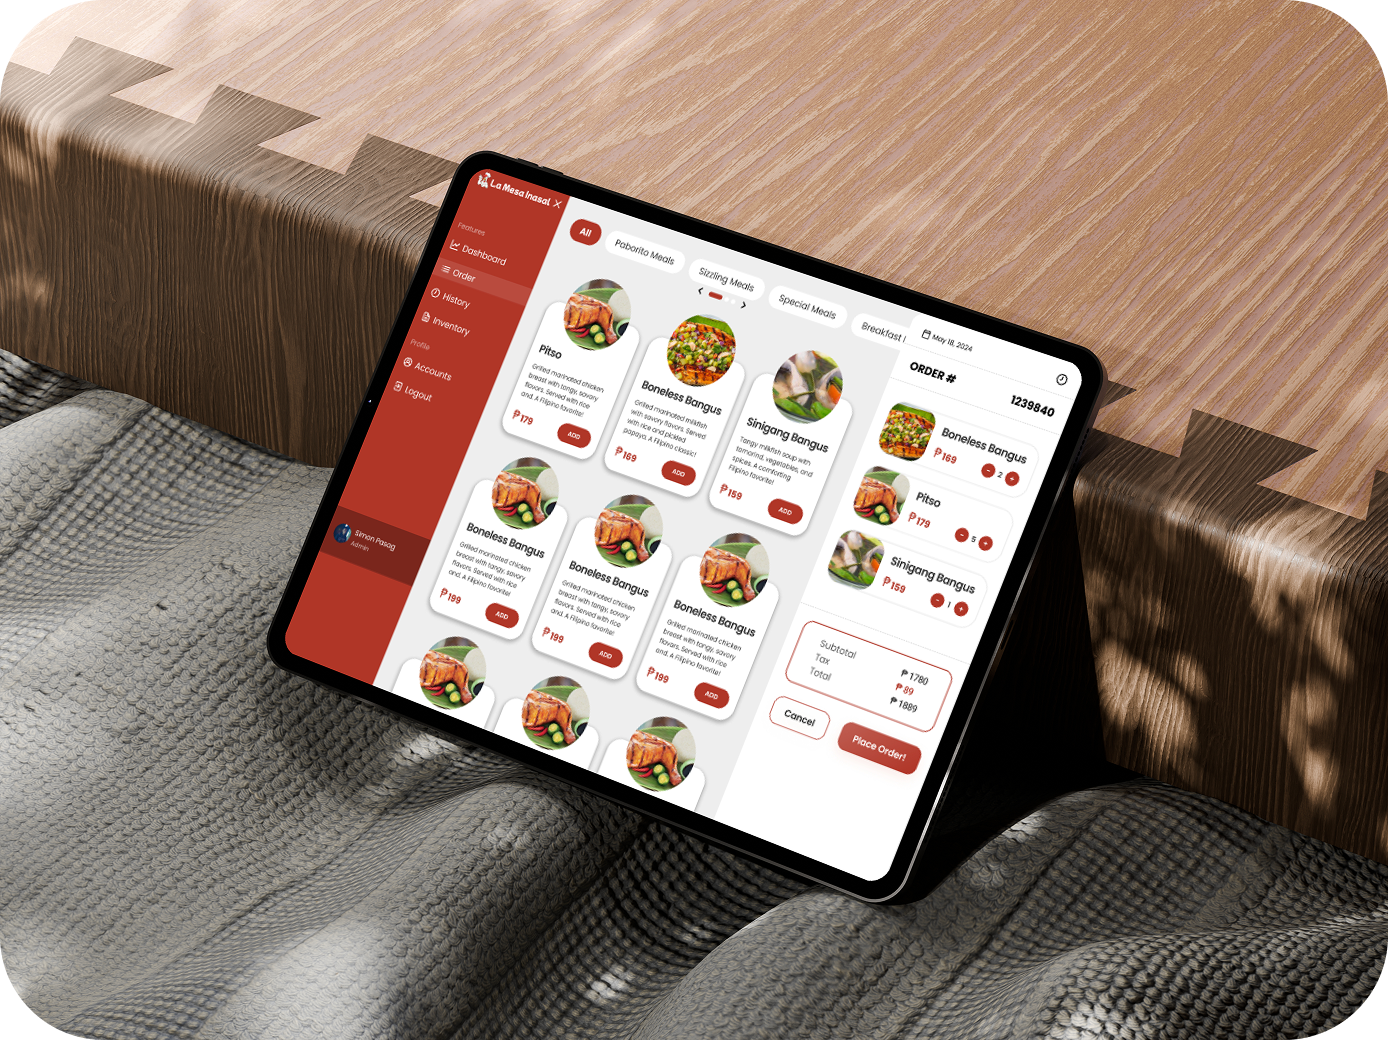 La Mesa Inasal
Features
Dashboard
Order
History
Inventory
Profile
Accounts
Logout
Simon Pasog
Admin
All
Paborito Meals
Sizzling Meals
Special Meals
Breakfast
Pitso
Grilled marinated chicken
breast with tangy, savory
flavors. Served with rice
and. A Filipino favorite!
₱179
ADD
Boneless Bangus
Grilled marinated milkfish
with savory flavors. Served
with rice and pickled
papaya. A Filipino classic!
₱169
ADD
Sinigang Bangus
Tangy milkfish soup with
tamarind, vegetables, and
spices. A comforting
Filipino favorite!
₱159
ADD
Boneless Bangus
Grilled marinated chicken
breast with tangy, savory
flavors. Served with rice
and. A Filipino favorite!
₱199
ADD
Boneless Bangus
Grilled marinated chicken
breast with tangy, savory
flavors. Served with rice
and. A Filipino favorite!
₱199
ADD
Boneless Bangus
Grilled marinated chicken
breast with tangy, savory
flavors. Served with rice
and. A Filipino favorite!
₱199
ADD
May 18, 2024
ORDER #
1239840
Boneless Bangus
₱169
- 2 +
Pitso
₱179
- 5 +
Sinigang Bangus
₱159
- 1 +
Subtotal ₱ 1780
Tax ₱ 89
Total ₱ 1889
Cancel
Place Order!